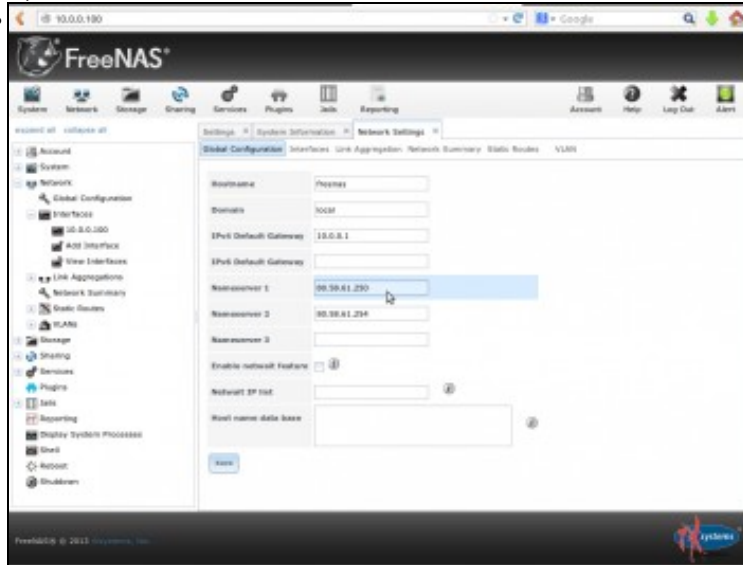 10.0.0.100
Google
FreeNAS®
System Network Storage Sharing Services Plugins Jails Reporting Account Help Log Out Alert
expand all collapse all
Settings System Information Network Settings
Global Configuration Interfaces Link Aggregation Network Summary Static Routes VLAN
Account
System
Network
Global Configuration
Interfaces
10.0.0.100
Add Interface
View Interfaces
Link Aggregations
Network Summary
Static Routes
VLANs
Storage
Sharing
Services
Plugins
Jails
Reporting
Display System Processes
Shell
Reboot
Shutdown
Hostname freenas
Domain local
IPv4 Default Gateway 10.0.0.1
IPv6 Default Gateway
Nameserver 1
Nameserver 2
Nameserver 3
Enable netwait feature
Netwait IP list
Host name data base
Save
FreeNAS® © 2013 iXsystems, Inc.
systems